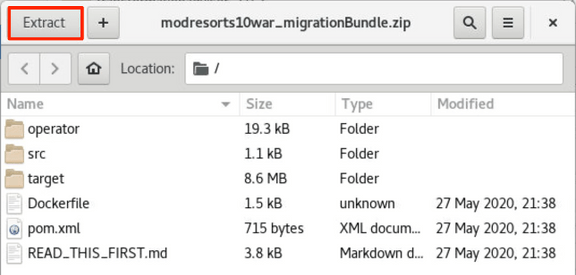 Extract + modresorts10war_migrationBundle.zip
Location: /
Name Size Type Modified
operator 19.3 kB Folder
src 1.1 kB Folder
target 8.6 MB Folder
Dockerfile 1.5 kB unknown 27 May 2020, 21:38
pom.xml 715 bytes XML docum... 27 May 2020, 21:38
READ_THIS_FIRST.md 3.8 kB Markdown d... 27 May 2020, 21:38